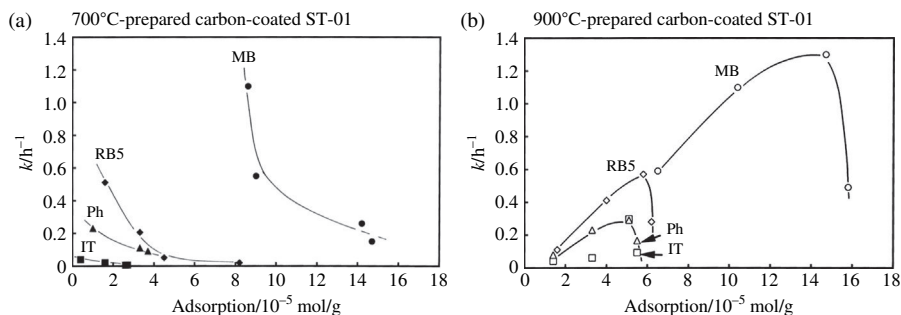 (a) 700°C-prepared carbon-coated ST-01
1.4
1.2
1.0
0.8
0.6
0.4
0.2
0
k/h⁻¹
MB
RB5
Ph
IT
0 2 4 6 8 10 12 14 16 18
Adsorption/10⁻⁵ mol/g
(b) 900°C-prepared carbon-coated ST-01
1.4
1.2
1.0
0.8
0.6
0.4
0.2
0
k/h⁻¹
MB
RB5
Ph
IT
0 2 4 6 8 10 12 14 16 18
Adsorption/10⁻⁵ mol/g